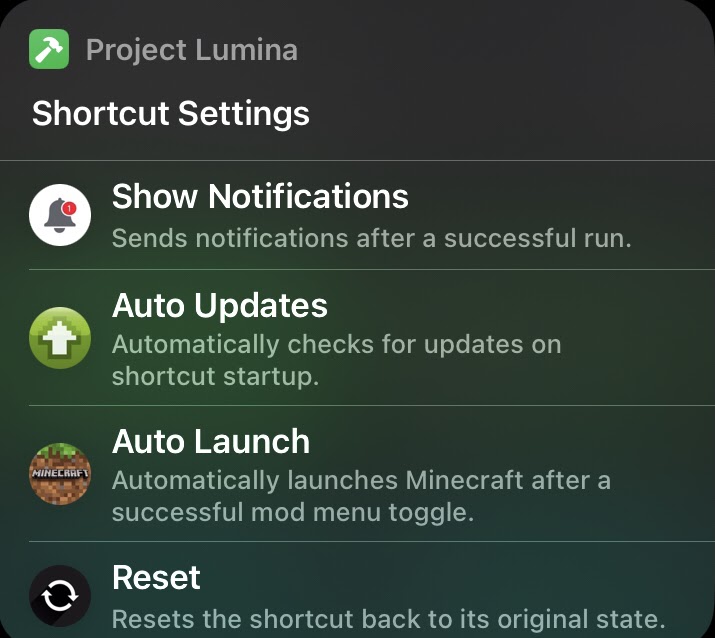 Project Lumina
Shortcut Settings
Show Notifications
1
Sends notifications after a successful run.
Auto Updates
Automatically checks for updates on
shortcut startup.
Auto Launch
MINECRAFT
Automatically launches Minecraft after a
successful mod menu toggle.
Reset
Resets the shortcut back to its original state.